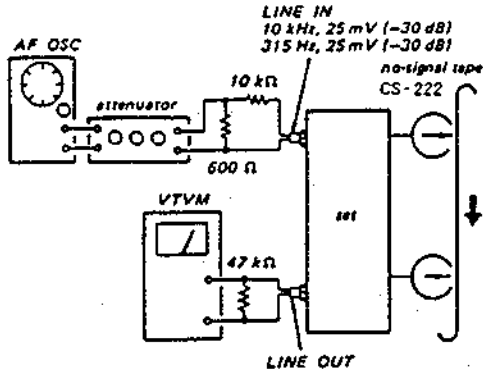 LINE IN
10 kHz, 25 mV (-30 dB)
315 Hz, 25 mV (-30 dB)
AF OSC
no-signal tape
CS-222
attenuator
10 kΩ
600 Ω
VTVM
set
47 kΩ
LINE OUT